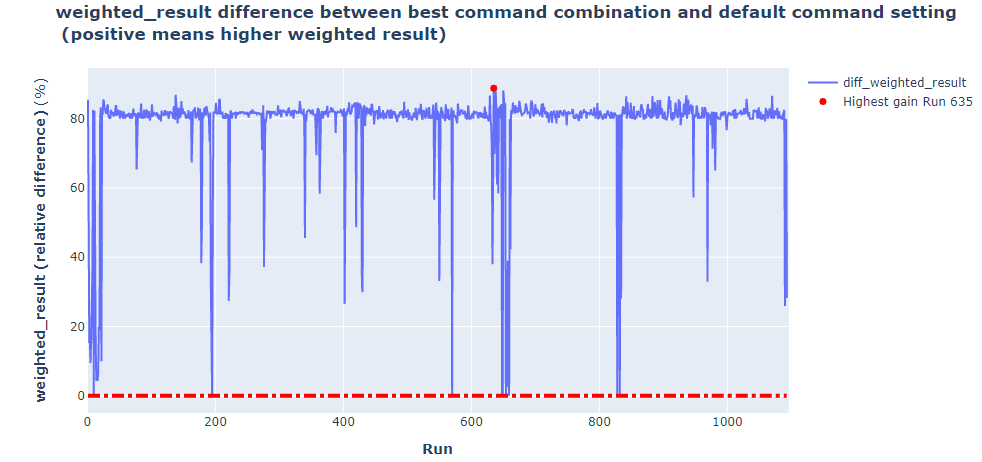 weighted_result difference between best command combination and default command setting
(positive means higher weighted result)
weighted_result (relative difference) (%)
80
60
40
20
0
0
200
400
600
800
1000
Run
diff_weighted_result
Highest gain Run 635